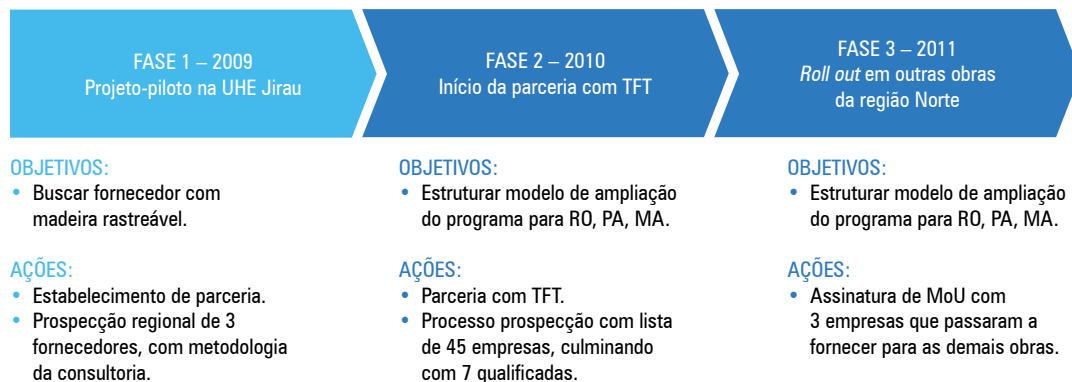 FASE 1 – 2009
Projeto-piloto na UHE Jirau
FASE 2 – 2010
Início da parceria com TFT
FASE 3 – 2011
Roll out em outras obras
da região Norte
OBJETIVOS:
• Buscar fornecedor com
madeira rastreável.
AÇÕES:
• Estabelecimento de parceria.
• Prospecção regional de 3
fornecedores, com metodologia
da consultoria.
OBJETIVOS:
• Estruturar modelo de ampliação
do programa para RO, PA, MA.
AÇÕES:
• Parceria com TFT.
• Processo prospecção com lista
de 45 empresas, culminando
com 7 qualificadas.
OBJETIVOS:
• Estruturar modelo de ampliação
do programa para RO, PA, MA.
AÇÕES:
• Assinatura de MoU com
3 empresas que passaram a
fornecer para as demais obras.